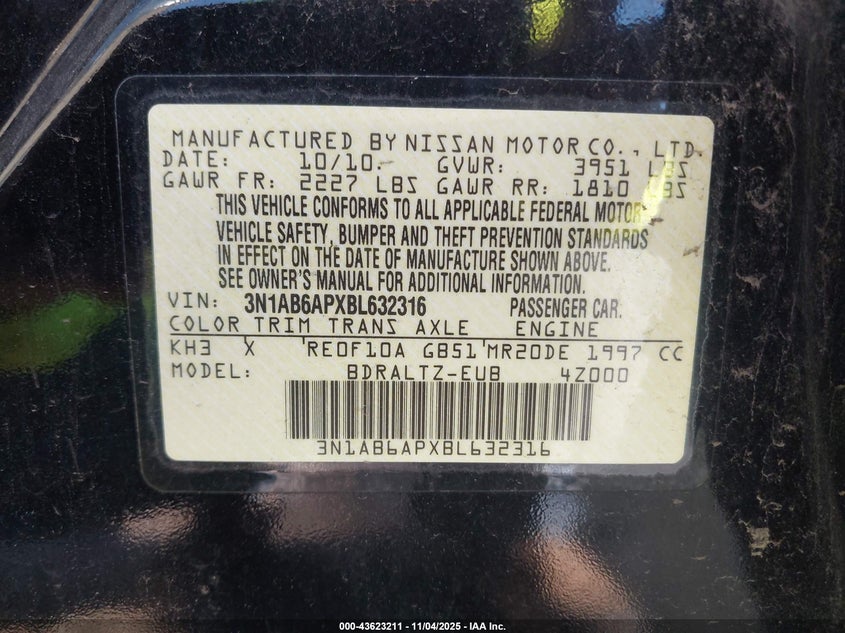 MANUFACTURED BY NISSAN MOTOR CO., LTD.
DATE: 10/10 GVWR: 3951 LBS
GAWR FR: 2227 LBS GAWR RR: 1810 LBS
THIS VEHICLE CONFORMS TO ALL APPLICABLE FEDERAL MOTOR
VEHICLE SAFETY, BUMPER AND THEFT PREVENTION STANDARDS
IN EFFECT ON THE DATE OF MANUFACTURE SHOWN ABOVE.
SEE OWNER'S MANUAL FOR ADDITIONAL INFORMATION.
VIN: 3N1AB6APXBL632316 PASSENGER CAR.
COLOR TRIM TRANS AXLE ENGINE
KH3 X RE0F10A GB51 MR20DE 1997 CC
MODEL: BDRALTZ-EUB 4Z000
3N1AB6APXBL632316
000-43623211 - 11/04/2025 - IAA Inc.